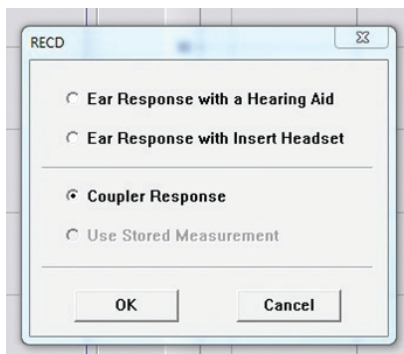 RECD
Ear Response with a Hearing Aid
Ear Response with Insert Headset
Coupler Response
Use Stored Measurement
OK
Cancel